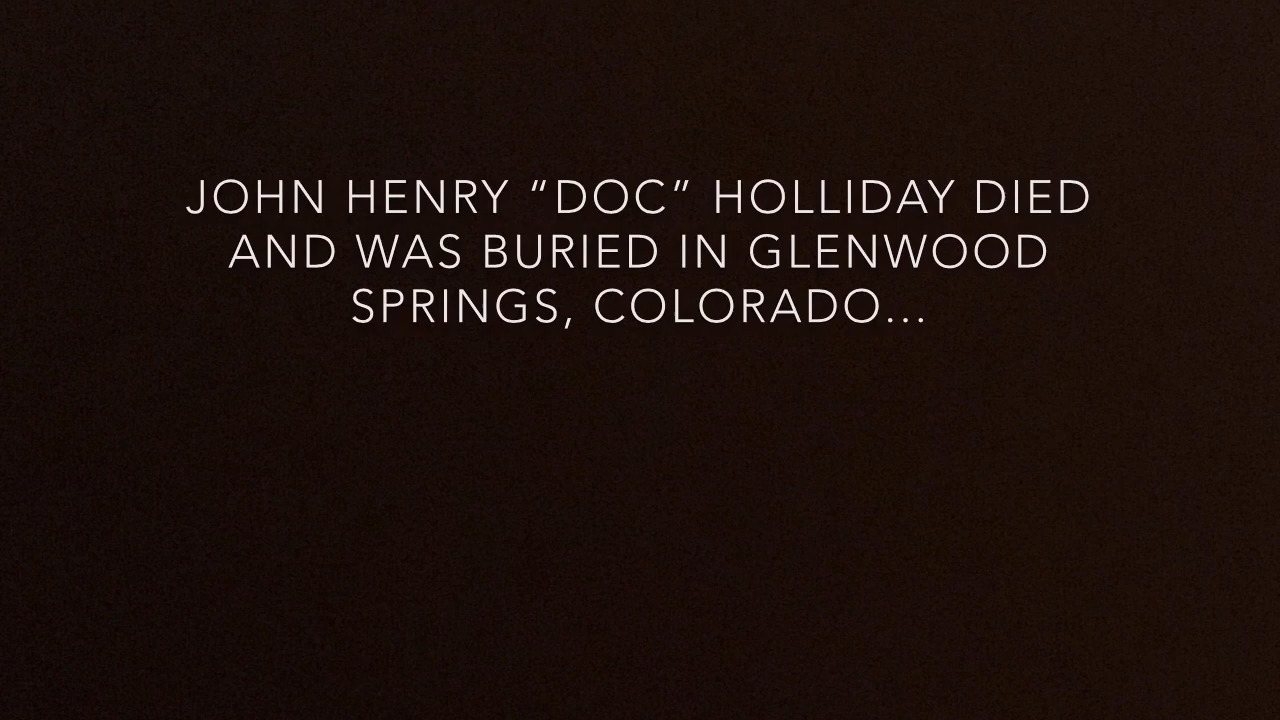 JOHN HENRY “DOC” HOLLIDAY DIED
AND WAS BURIED IN GLENWOOD
SPRINGS, COLORADO...